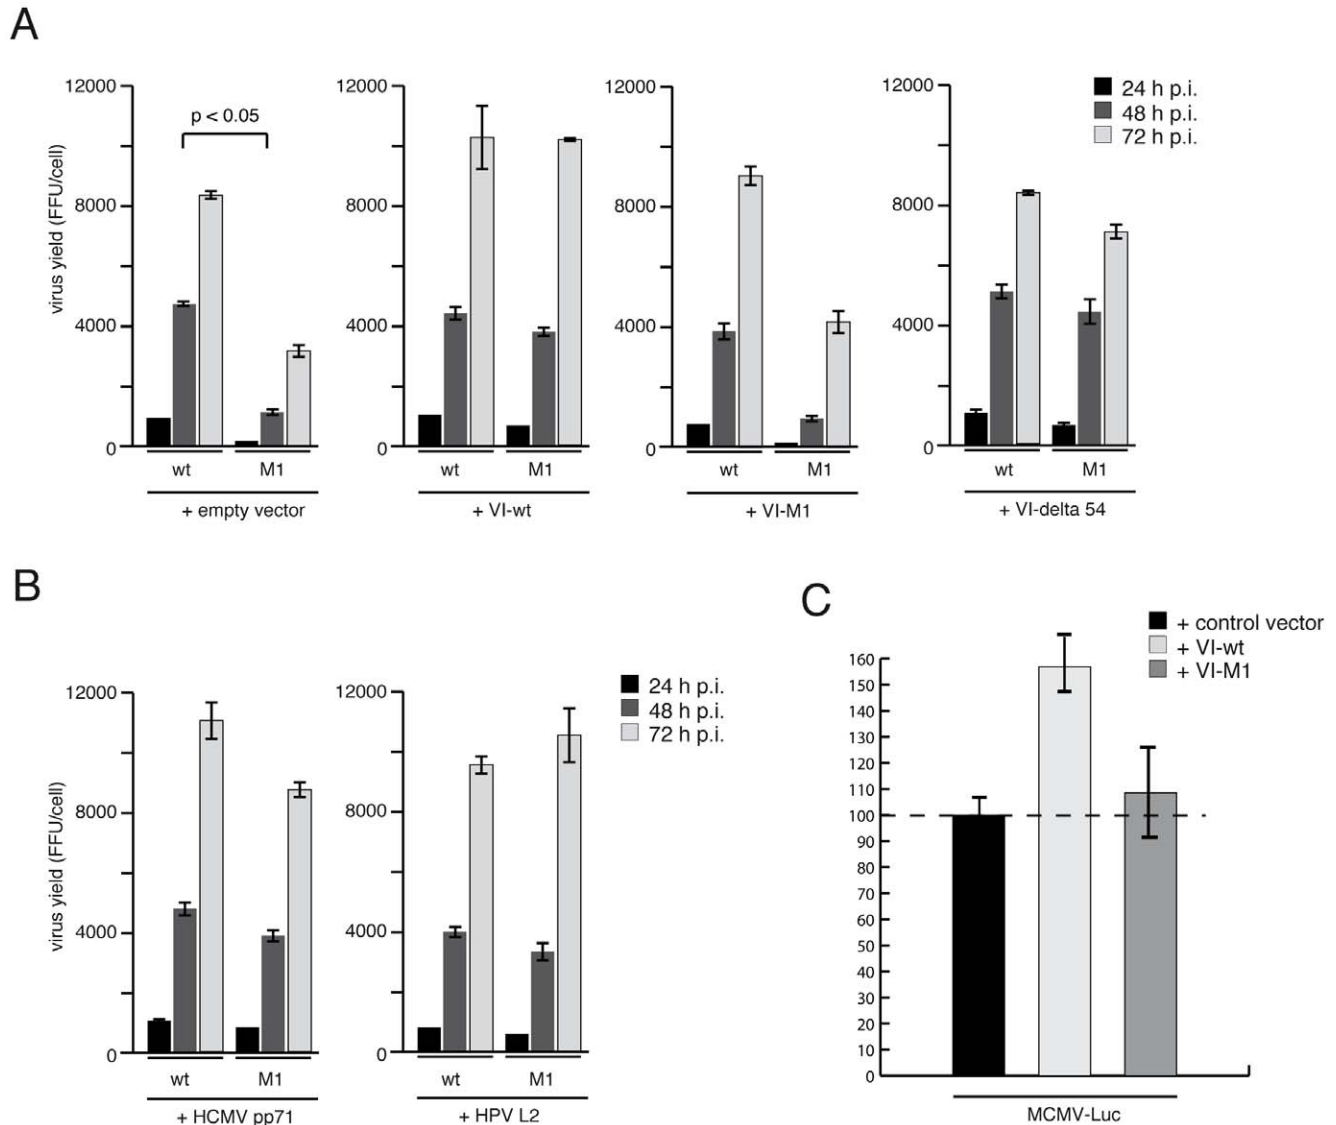 A
12000
8000
4000
0
virus yield (FFU/cell)
p < 0.05
wt
M1
+ empty vector
12000
8000
4000
0
wt
M1
+ VI-wt
12000
8000
4000
0
wt
M1
+ VI-M1
12000
8000
4000
0
wt
M1
+ VI-delta 54
24 h p.i.
48 h p.i.
72 h p.i.
B
12000
8000
4000
0
virus yield (FFU/cell)
wt
M1
+ HCMV pp71
12000
8000
4000
0
wt
M1
+ HPV L2
24 h p.i.
48 h p.i.
72 h p.i.
C
160
150
140
130
120
110
100
90
80
70
60
50
40
30
20
10
0
+ control vector
+ VI-wt
+ VI-M1
MCMV-Luc